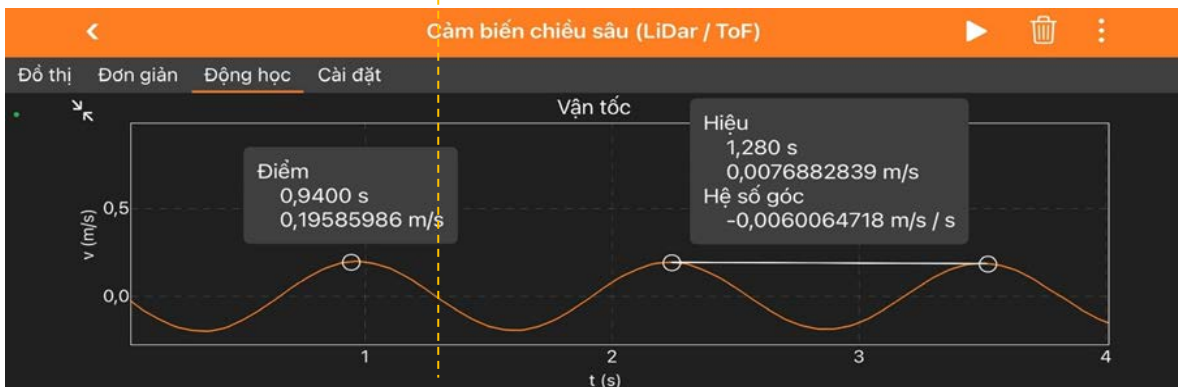 Cảm biến chiều sâu (LiDar / ToF)
Đồ thị Đơn giản Động học Cài đặt
Vận tốc
Điểm
0,9400 s
0,19585986 m/s
Hiệu
1,280 s
0,0076882839 m/s
Hệ số góc
-0,0060064718 m/s / s
v (m/s)
0,5
0,0
1 2 3 4
t (s)